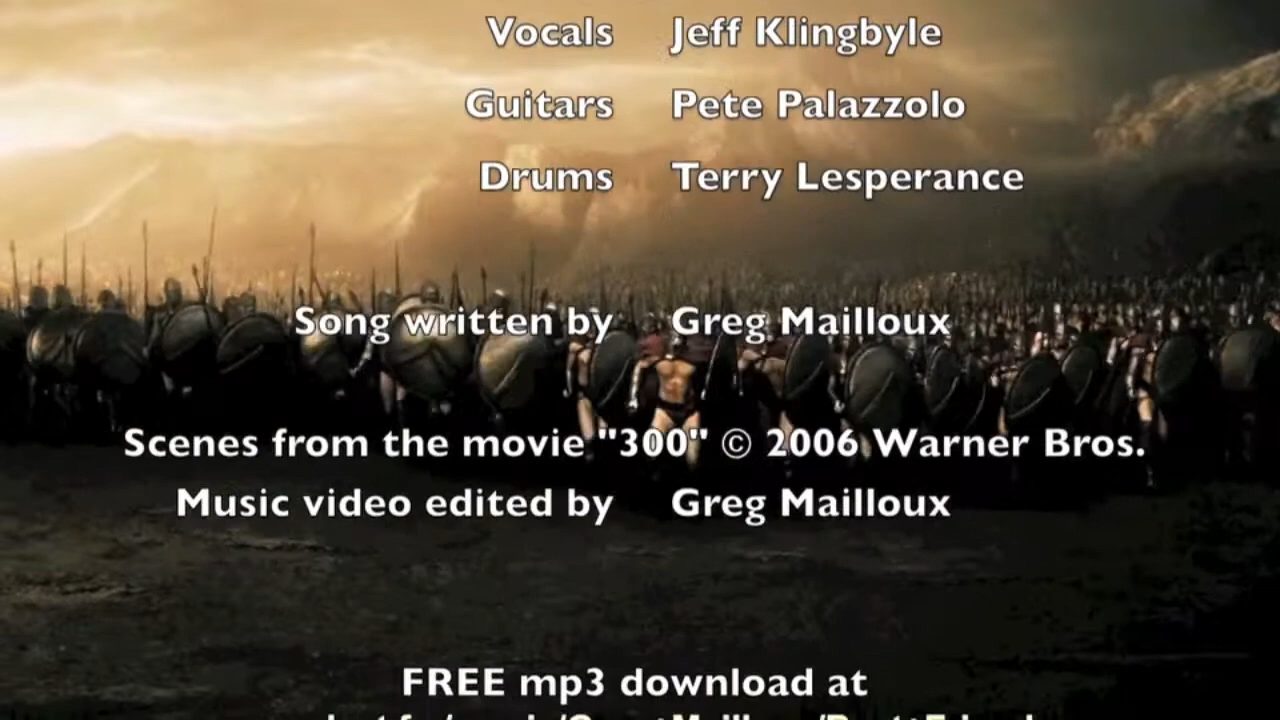 Vocals Jeff Klingbyle
Guitars Pete Palazzolo
Drums Terry Lesperance
Song written by Greg Mailloux
Scenes from the movie "300" © 2006 Warner Bros.
Music video edited by Greg Mailloux
FREE mp3 download at